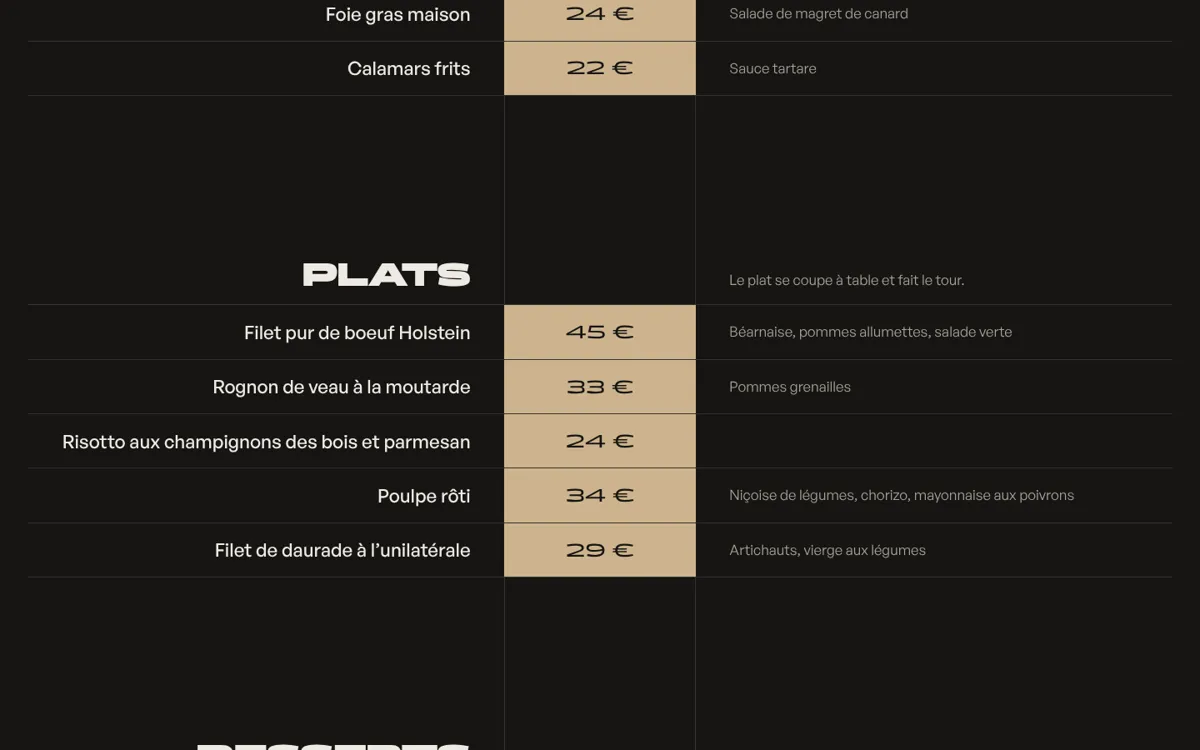 Foie gras maison 24 € Salade de magret de canard
Calamars frits 22 € Sauce tartare
PLATS Le plat se coupe à table et fait le tour.
Filet pur de boeuf Holstein 45 € Béarnaise, pommes allumettes, salade verte
Rognon de veau à la moutarde 33 € Pommes grenailles
Risotto aux champignons des bois et parmesan 24 €
Poulpe rôti 34 € Niçoise de légumes, chorizo, mayonnaise aux poivrons
Filet de daurade à l’unilatérale 29 € Artichauts, vierge aux légumes
DESSERTS